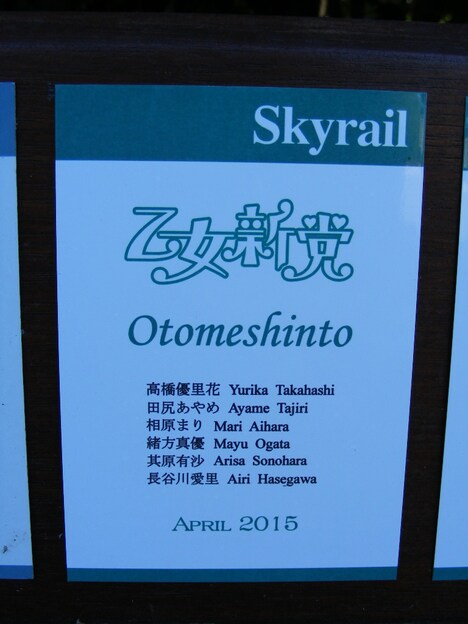 Skyrail
乙女新党
Otomeshinto
高橋優里花 Yurika Takahashi
田尻あやめ Ayame Tajiri
相原まり Mari Aihara
緒方真優 Mayu Ogata
其原有沙 Arisa Sonohara
長谷川愛里 Airi Hasegawa
APRIL 2015